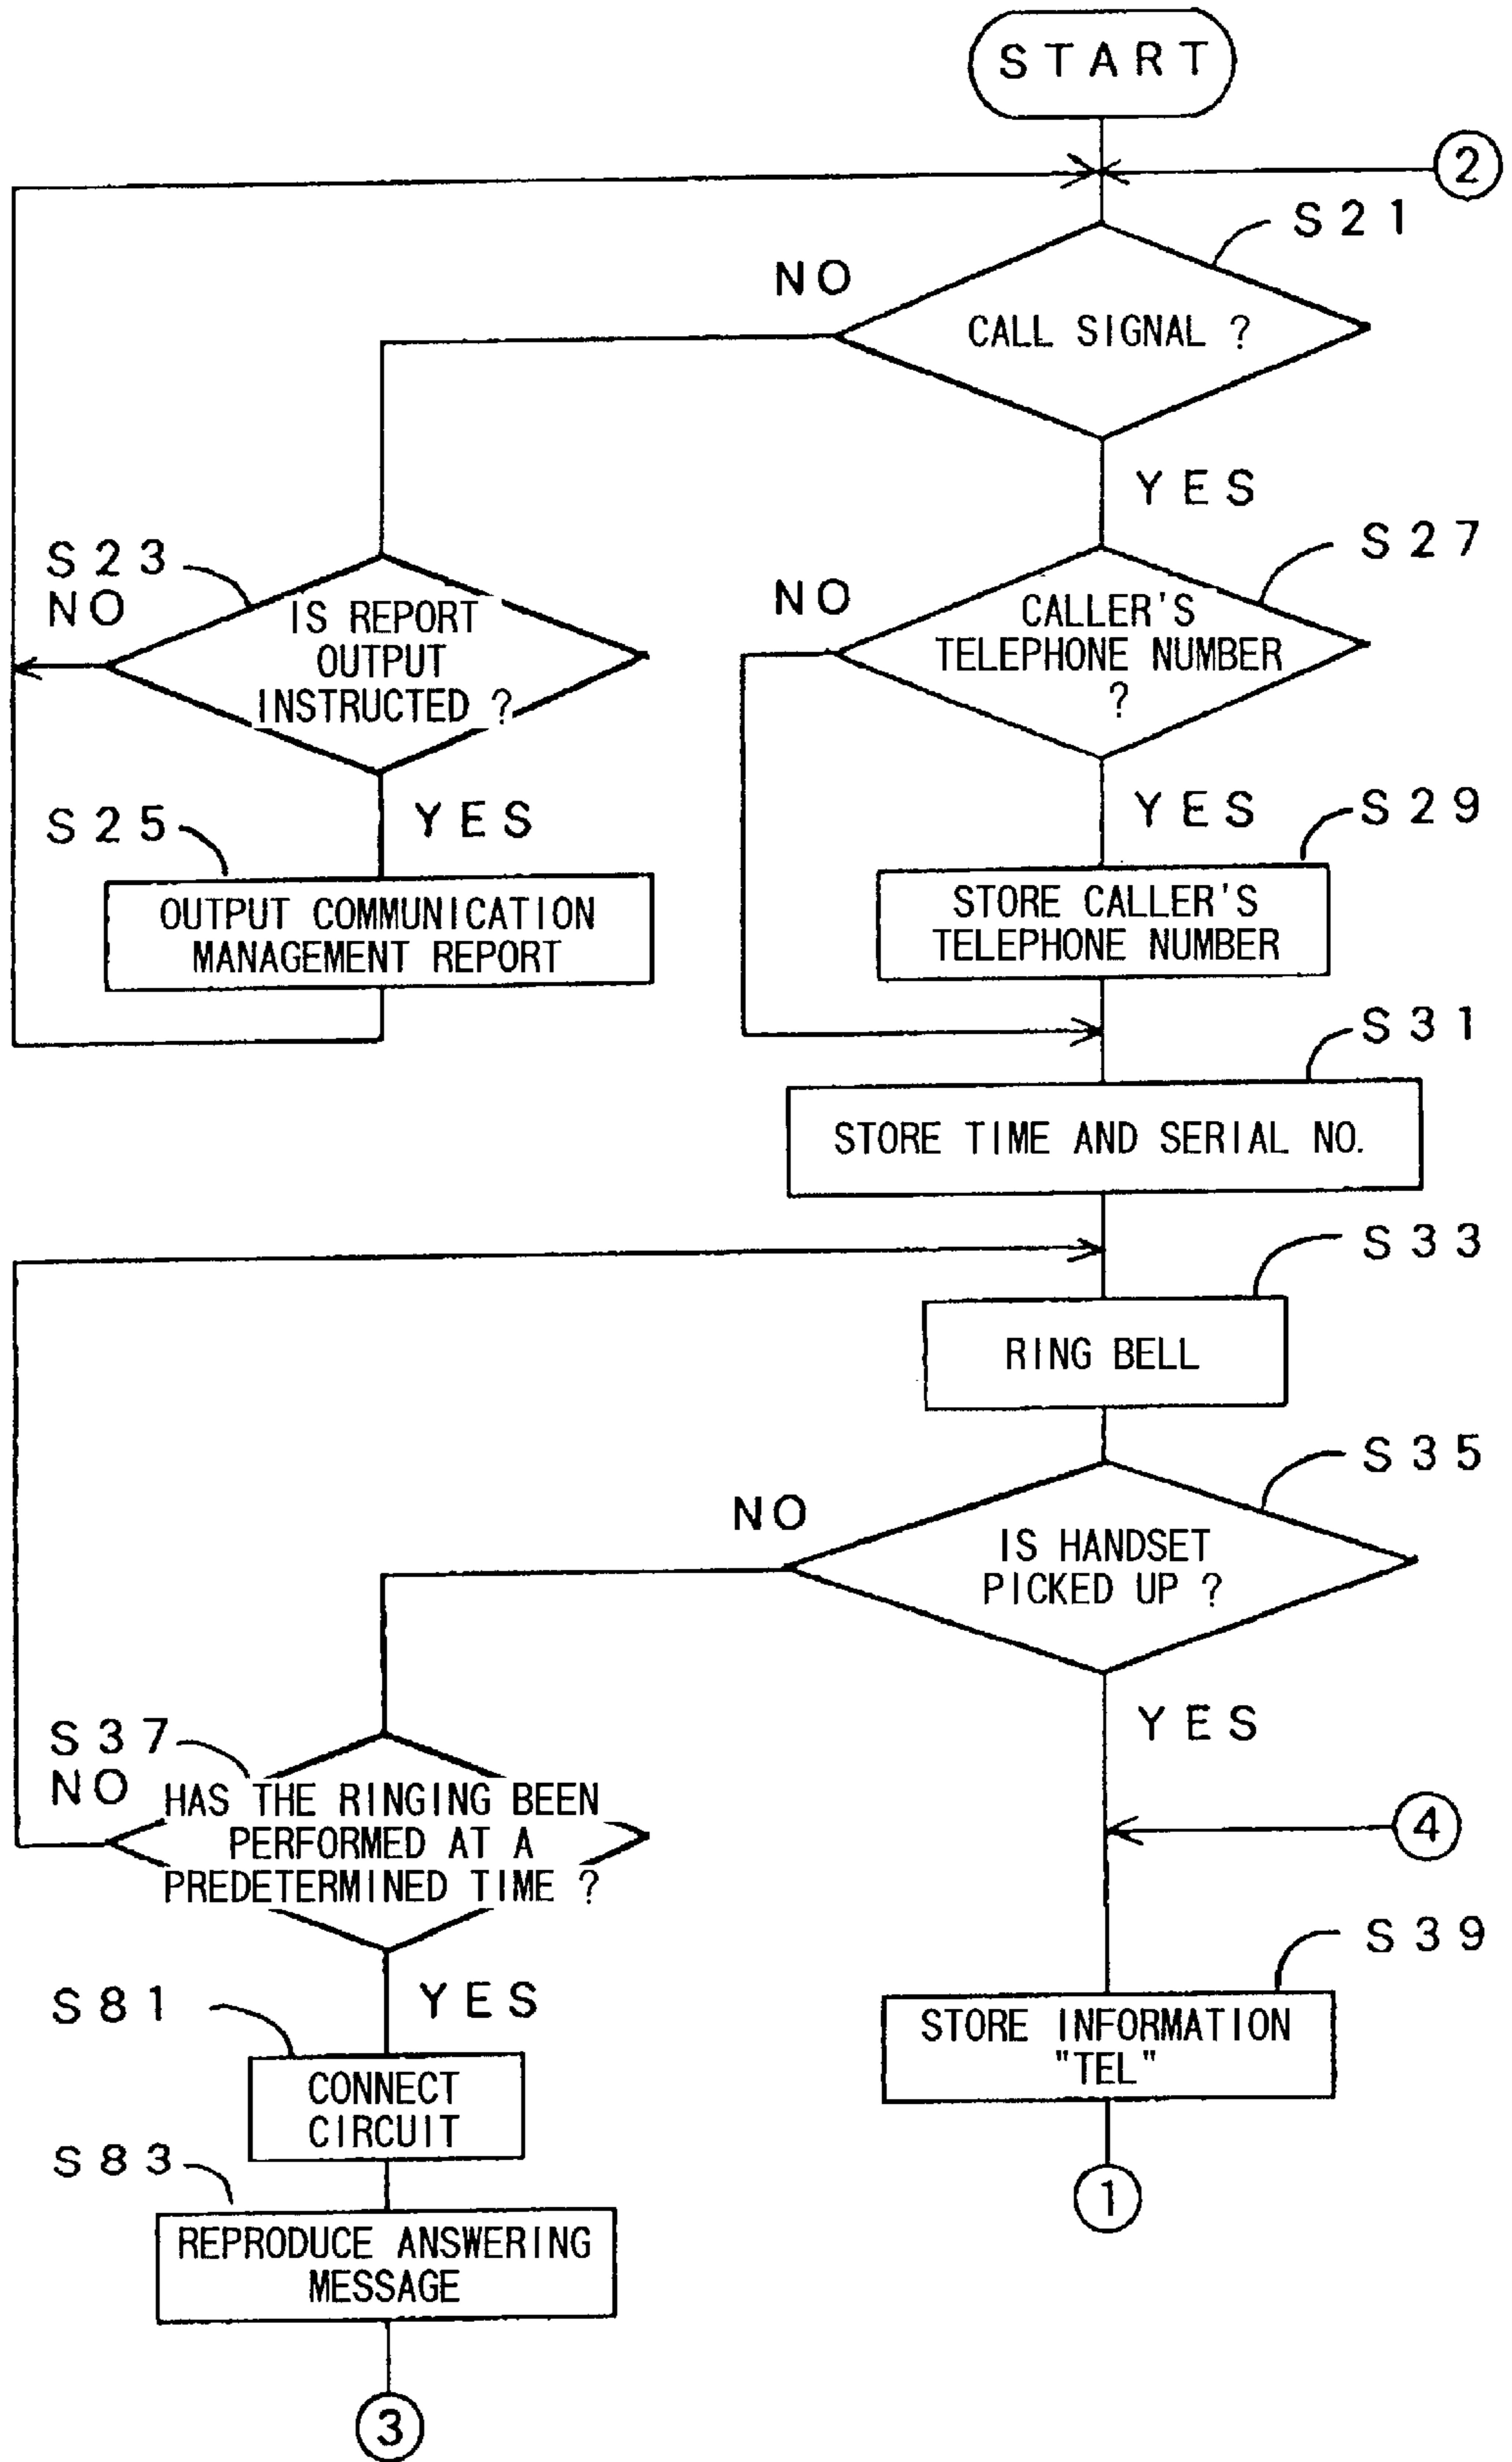 START
2
S21
NO
CALL SIGNAL ?
YES
S27
NO
CALLER'S
TELEPHONE NUMBER
?
S23
NO
IS REPORT
OUTPUT
INSTRUCTED ?
YES
S29
STORE CALLER'S
TELEPHONE NUMBER
S25
YES
OUTPUT COMMUNICATION
MANAGEMENT REPORT
S31
STORE TIME AND SERIAL NO.
S33
RING BELL
S35
NO
IS HANDSET
PICKED UP ?
YES
S37
NO
HAS THE RINGING BEEN
PERFORMED AT A
PREDETERMINED TIME ?
4
S39
STORE INFORMATION
"TEL"
1
YES
S81
CONNECT
CIRCUIT
S83
REPRODUCE ANSWERING
MESSAGE
3